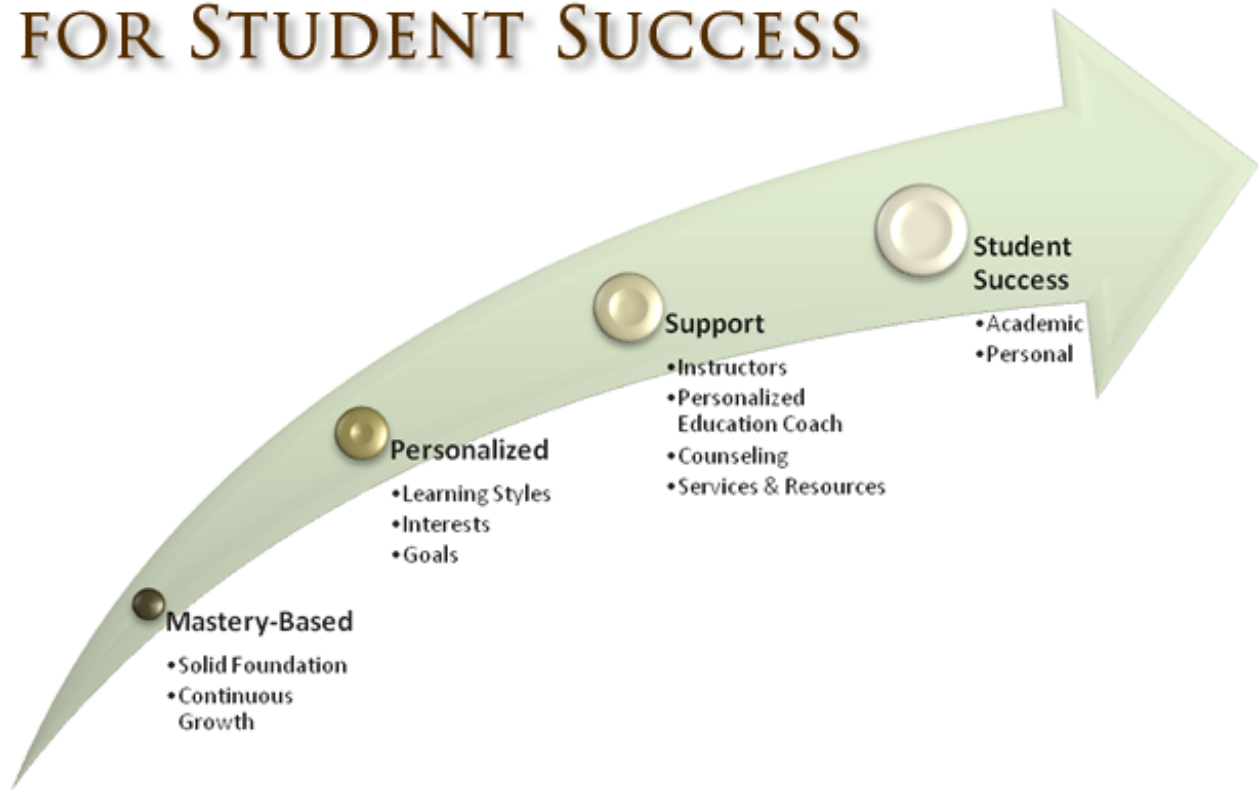 FOR STUDENT SUCCESS
Student
Success
•Academic
•Personal
Support
•Instructors
•Personalized
Education Coach
•Counseling
•Services & Resources
Personalized
•Learning Styles
•Interests
•Goals
Mastery-Based
•Solid Foundation
•Continuous
Growth